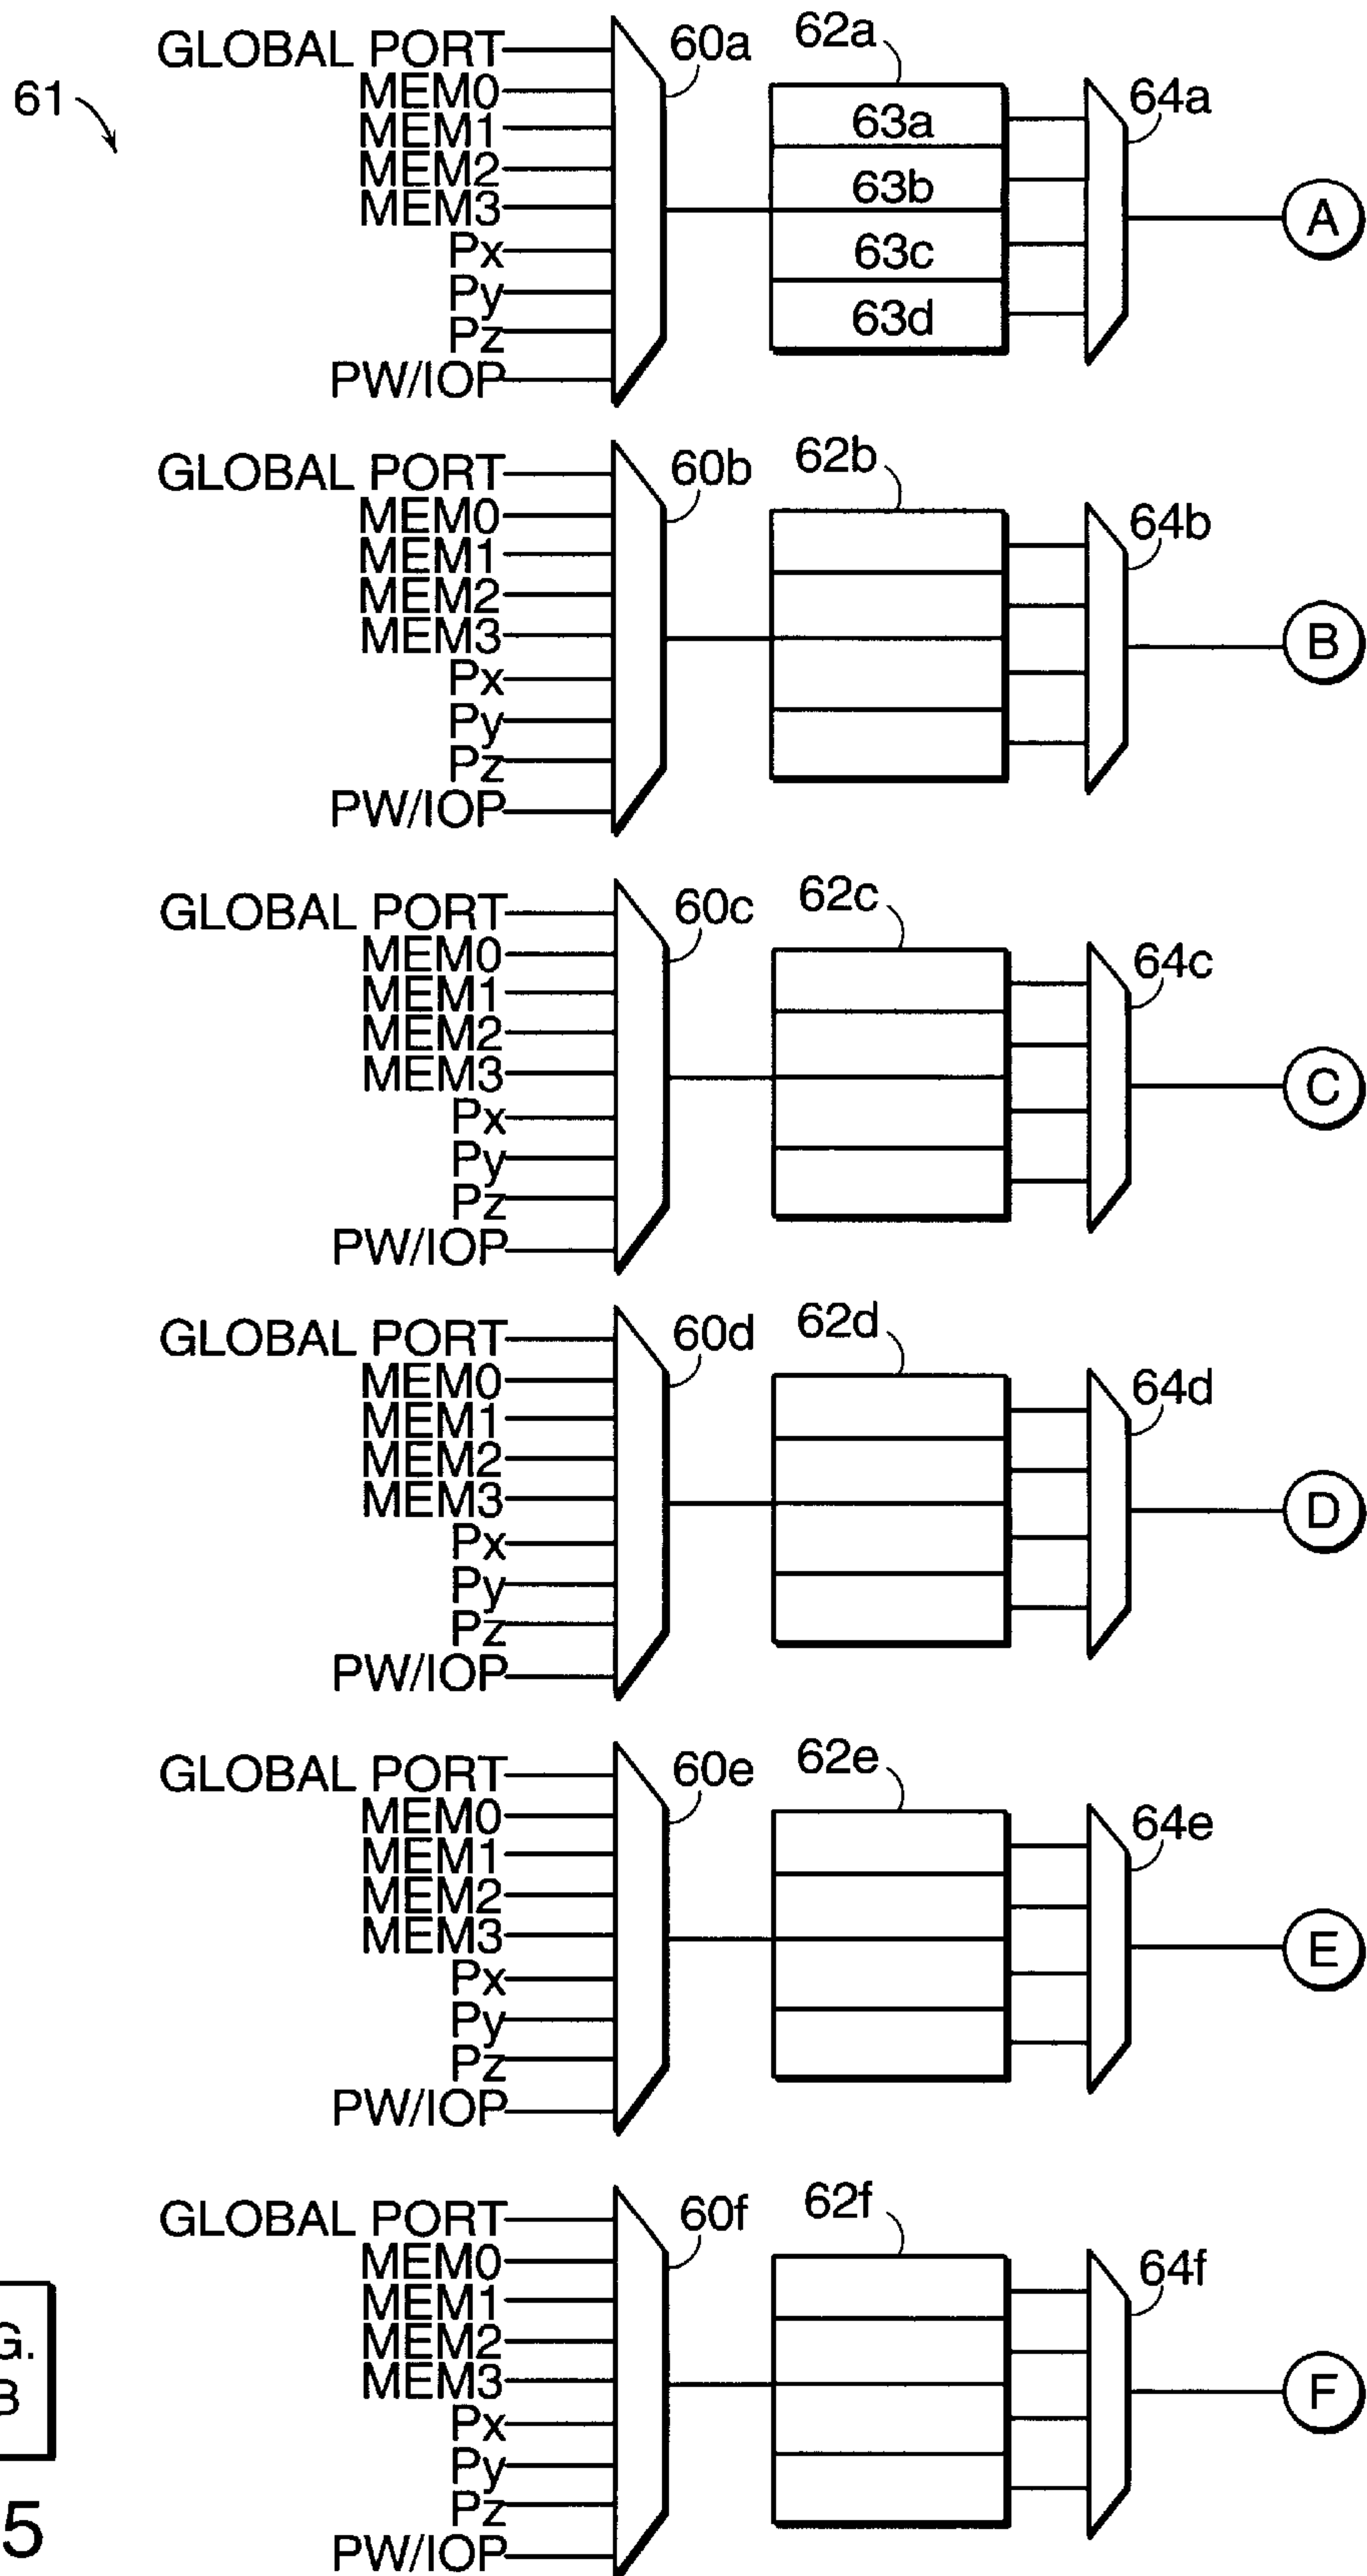 61
GLOBAL PORT
MEM0
MEM1
MEM2
MEM3
Px
Py
Pz
PW/IOP
60a
62a
63a
63b
63c
63d
64a
A
GLOBAL PORT
MEM0
MEM1
MEM2
MEM3
Px
Py
Pz
PW/IOP
60b
62b
64b
B
GLOBAL PORT
MEM0
MEM1
MEM2
MEM3
Px
Py
Pz
PW/IOP
60c
62c
64c
C
GLOBAL PORT
MEM0
MEM1
MEM2
MEM3
Px
Py
Pz
PW/IOP
60d
62d
64d
D
GLOBAL PORT
MEM0
MEM1
MEM2
MEM3
Px
Py
Pz
PW/IOP
60e
62e
64e
E
GLOBAL PORT
MEM0
MEM1
MEM2
MEM3
Px
Py
Pz
PW/IOP
60f
62f
64f
F
G.
B
5